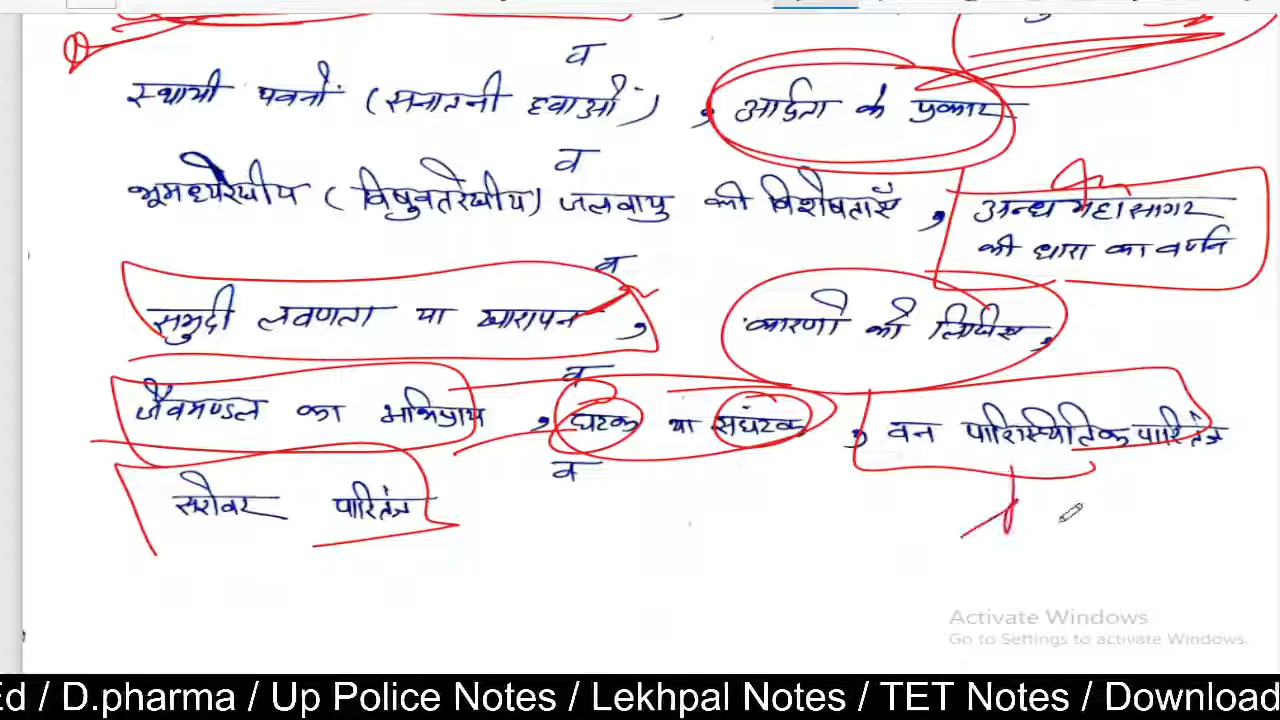 व
स्थायी पवनों (सनातनी हवाओं), आर्द्रता के प्रकार
व
भूमध्यरेखीय (विषुवतरेखीय) जलवायु की विशेषताएँ, अन्ध महासागर
की धारा का वर्णन
व
समुद्री लवणता या खारापन, कारणों को लिखिए,
व
जैवमण्डल का अभिप्राय, घटक या संघटक, वन पारिस्थितिक पारितंत्र
व
सरोवर पारितंत्र
Activate Windows
Go to Settings to activate Windows.
Ed / D.pharma / Up Police Notes / Lekhpal Notes / TET Notes / Download